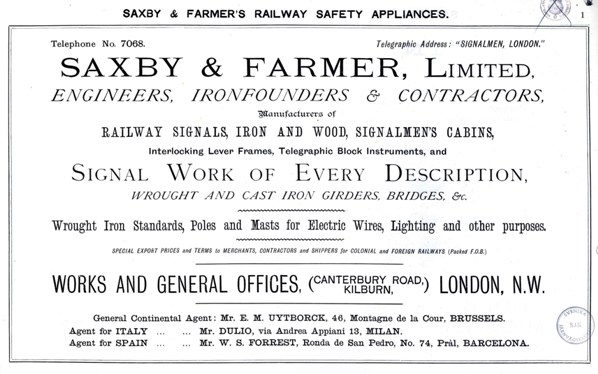 SAXBY & FARMER'S RAILWAY SAFETY APPLIANCES.
1
Telephone No. 7068.
Telegraphic Address: "SIGNALMEN, LONDON."
SAXBY & FARMER, LIMITED,
ENGINEERS, IRONFOUNDERS & CONTRACTORS,
Manufacturers of
RAILWAY SIGNALS, IRON AND WOOD, SIGNALMEN'S CABINS,
Interlocking Lever Frames, Telegraphic Block Instruments, and
SIGNAL WORK OF EVERY DESCRIPTION,
WROUGHT AND CAST IRON GIRDERS, BRIDGES, &c.
Wrought Iron Standards, Poles and Masts for Electric Wires, Lighting and other purposes.
SPECIAL EXPORT PRICES and TERMS to MERCHANTS, CONTRACTORS and SHIPPERS for COLONIAL and FOREIGN RAILWAYS (Packed F.O.B.)
WORKS AND GENERAL OFFICES, (CANTERBURY ROAD, KILBURN,) LONDON, N.W.
General Continental Agent: Mr. E. M. UYTBORCK, 46, Montagne de la Cour, BRUSSELS.
Agent for ITALY ... ... Mr. DULIO, via Andrea Appiani 13, MILAN.
Agent for SPAIN ... ... Mr. W. S. FORREST, Ronda de San Pedro, No. 74, Pràl, BARCELONA.